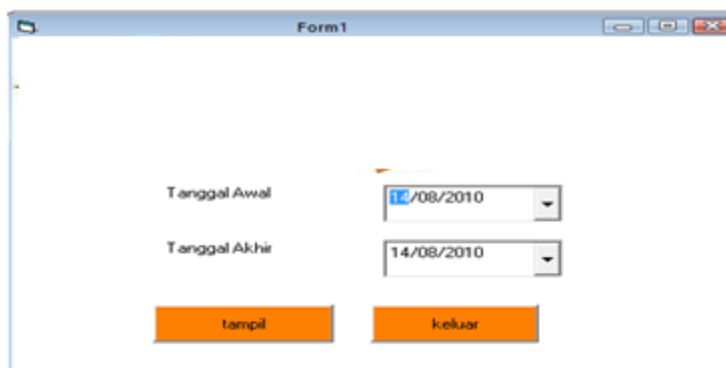 Form1
Tanggal Awal 14/08/2010
Tanggal Akhir 14/08/2010
tampil keluar